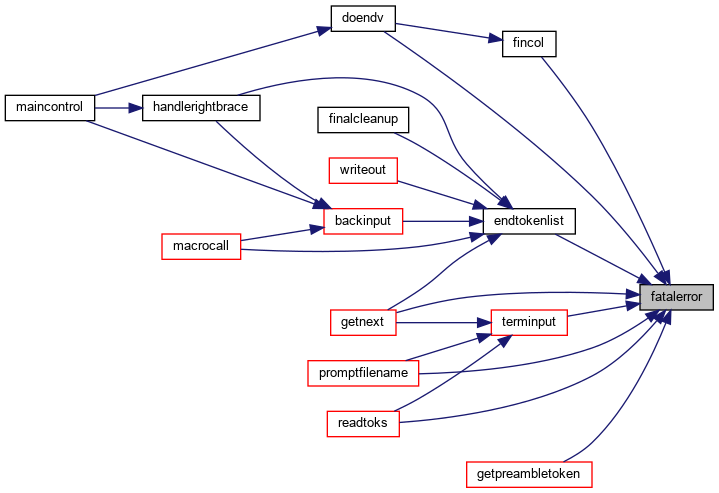 doendv
fincol
maincontrol
handlerightbrace
finalcleanup
writeout
backinput
endtokenlist
macrocall
fatalerror
getnext
terminput
promptfilename
readtoks
getpreambletoken